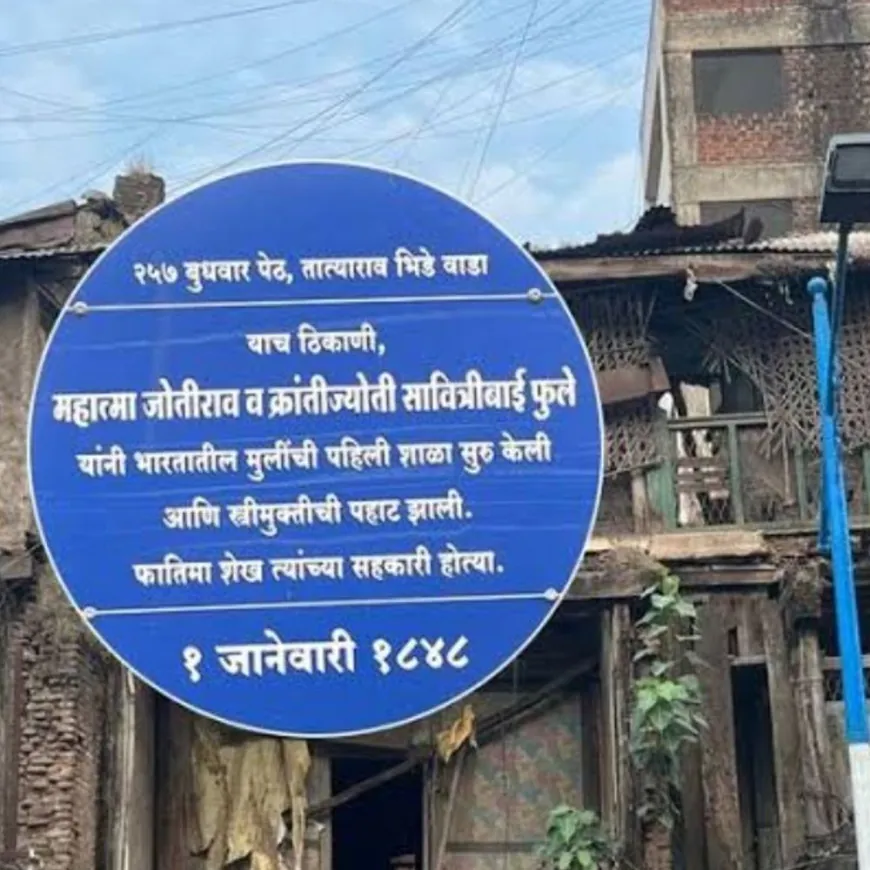 २५७ बुधवार पेठ, तात्याराव भिडे वाडा
याच ठिकाणी,
महात्मा जोतीराव व क्रांतीज्योती सावित्रीबाई फुले
यांनी भारतातील मुलींची पहिली शाळा सुरु केली
आणि स्त्रीमुक्तीची पहाट झाली.
फातिमा शेख त्यांच्या सहकारी होत्या.
१ जानेवारी १८४८